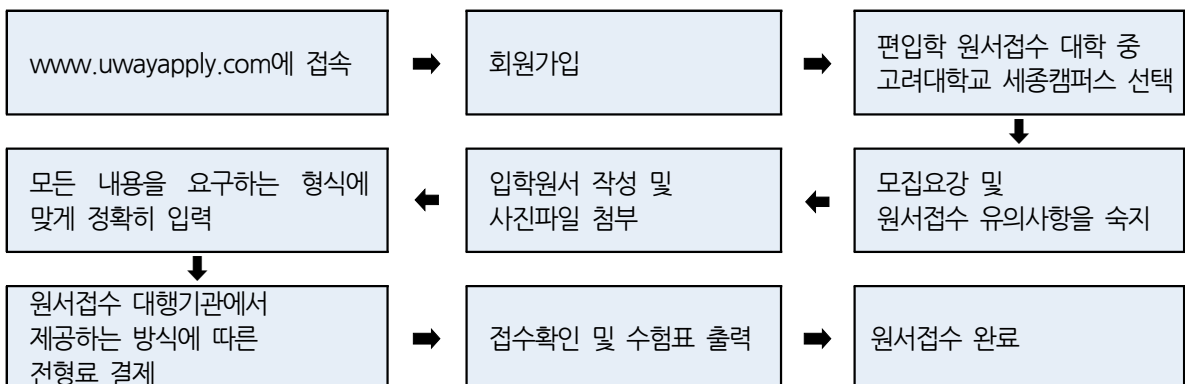 www.uwayapply.com에 접속
회원가입
편입학 원서접수 대학 중
고려대학교 세종캠퍼스 선택
모집요강 및
원서접수 유의사항을 숙지
입학원서 작성 및
사진파일 첨부
모든 내용을 요구하는 형식에
맞게 정확히 입력
원서접수 대행기관에서
제공하는 방식에 따른
전형료 결제
접수확인 및 수험표 출력
원서접수 완료